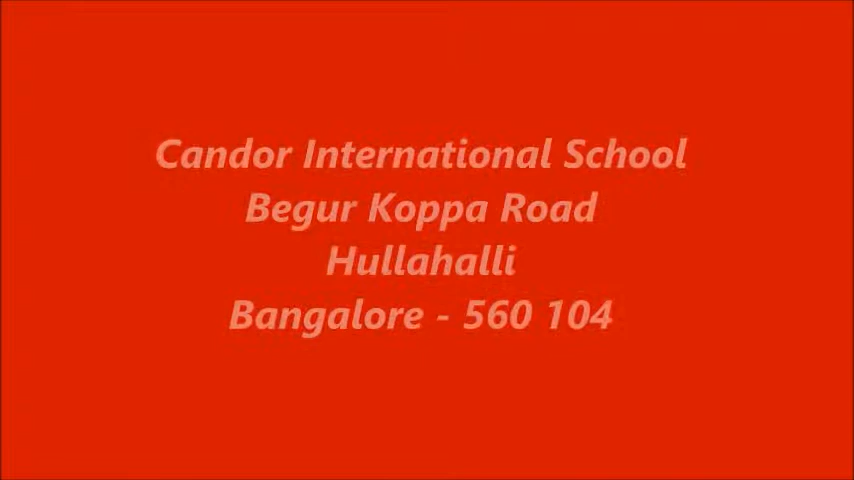 Candor International School
Begur Koppa Road
Hullahalli
Bangalore - 560 104